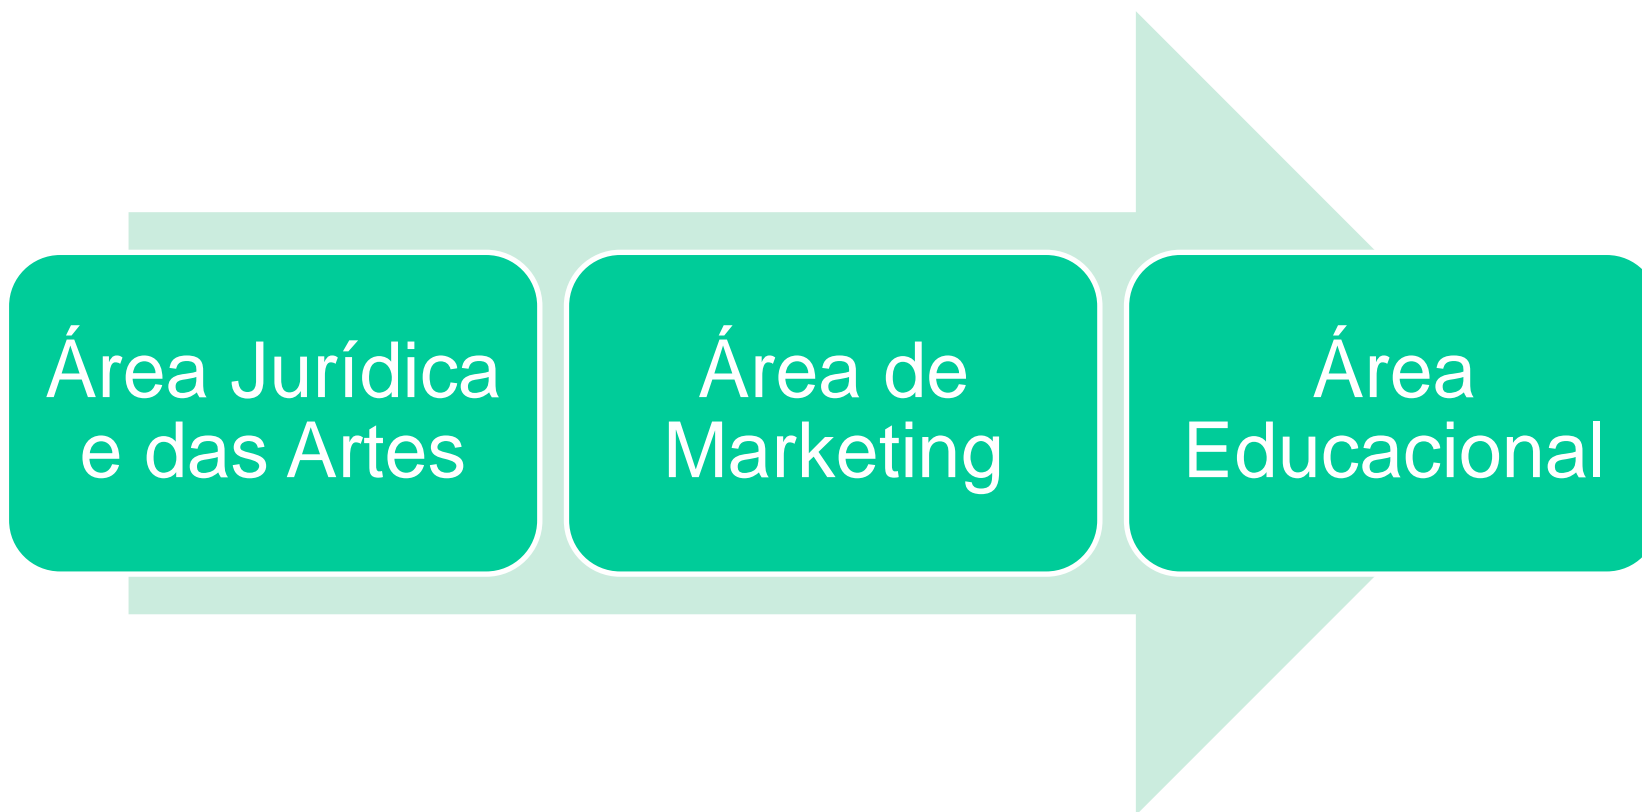 Área Jurídica
e das Artes
Área de
Marketing
Área
Educacional